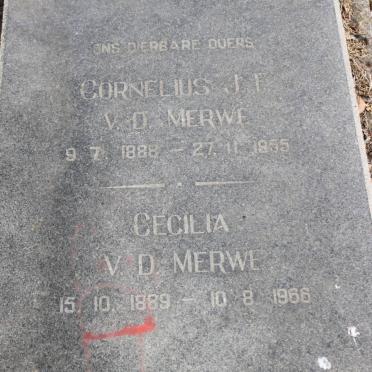 ONS DIERBARE OUERS
CORNELIUS J. F.
V. D. MERWE
9. 7. 1888 — 27. 11. 1955
CECILIA
V. D. MERWE
15. 10. 1889 — 10. 8. 1966